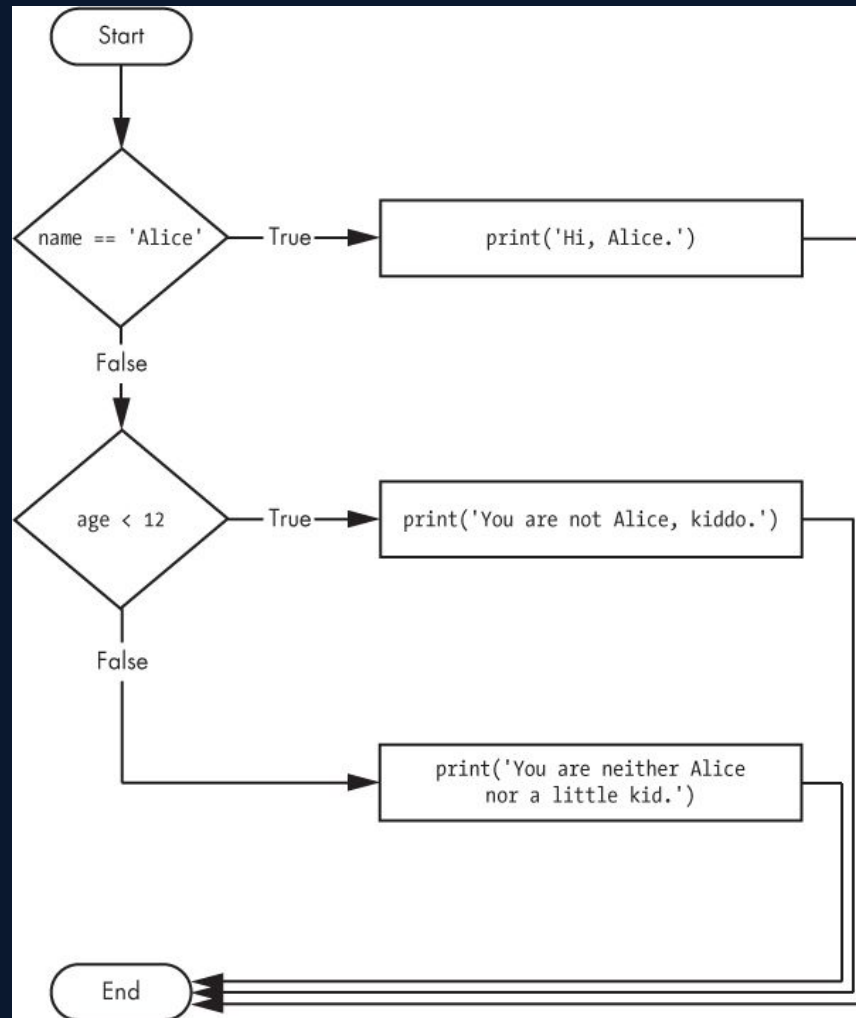 Start
name == 'Alice'
True
print('Hi, Alice.')
False
age < 12
True
print('You are not Alice, kiddo.')
False
print('You are neither Alice
nor a little kid.')
End